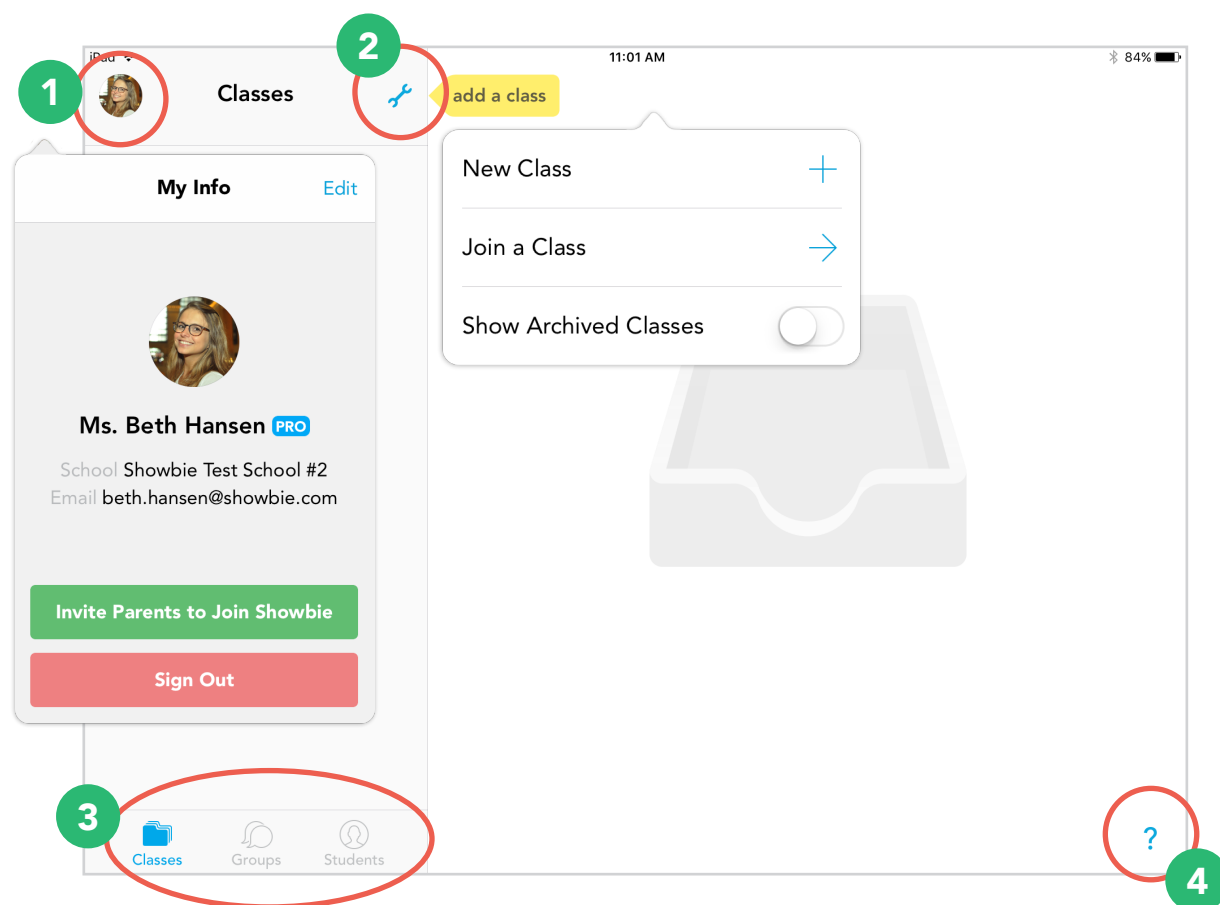 2
iPad
11:01 AM
84%
1
Classes
add a class
New Class
My Info
Edit
Join a Class
Show Archived Classes
Ms. Beth Hansen PRO
School Showbie Test School #2
Email beth.hansen@showbie.com
Invite Parents to Join Showbie
Sign Out
3
Classes
Groups
Students
?
4